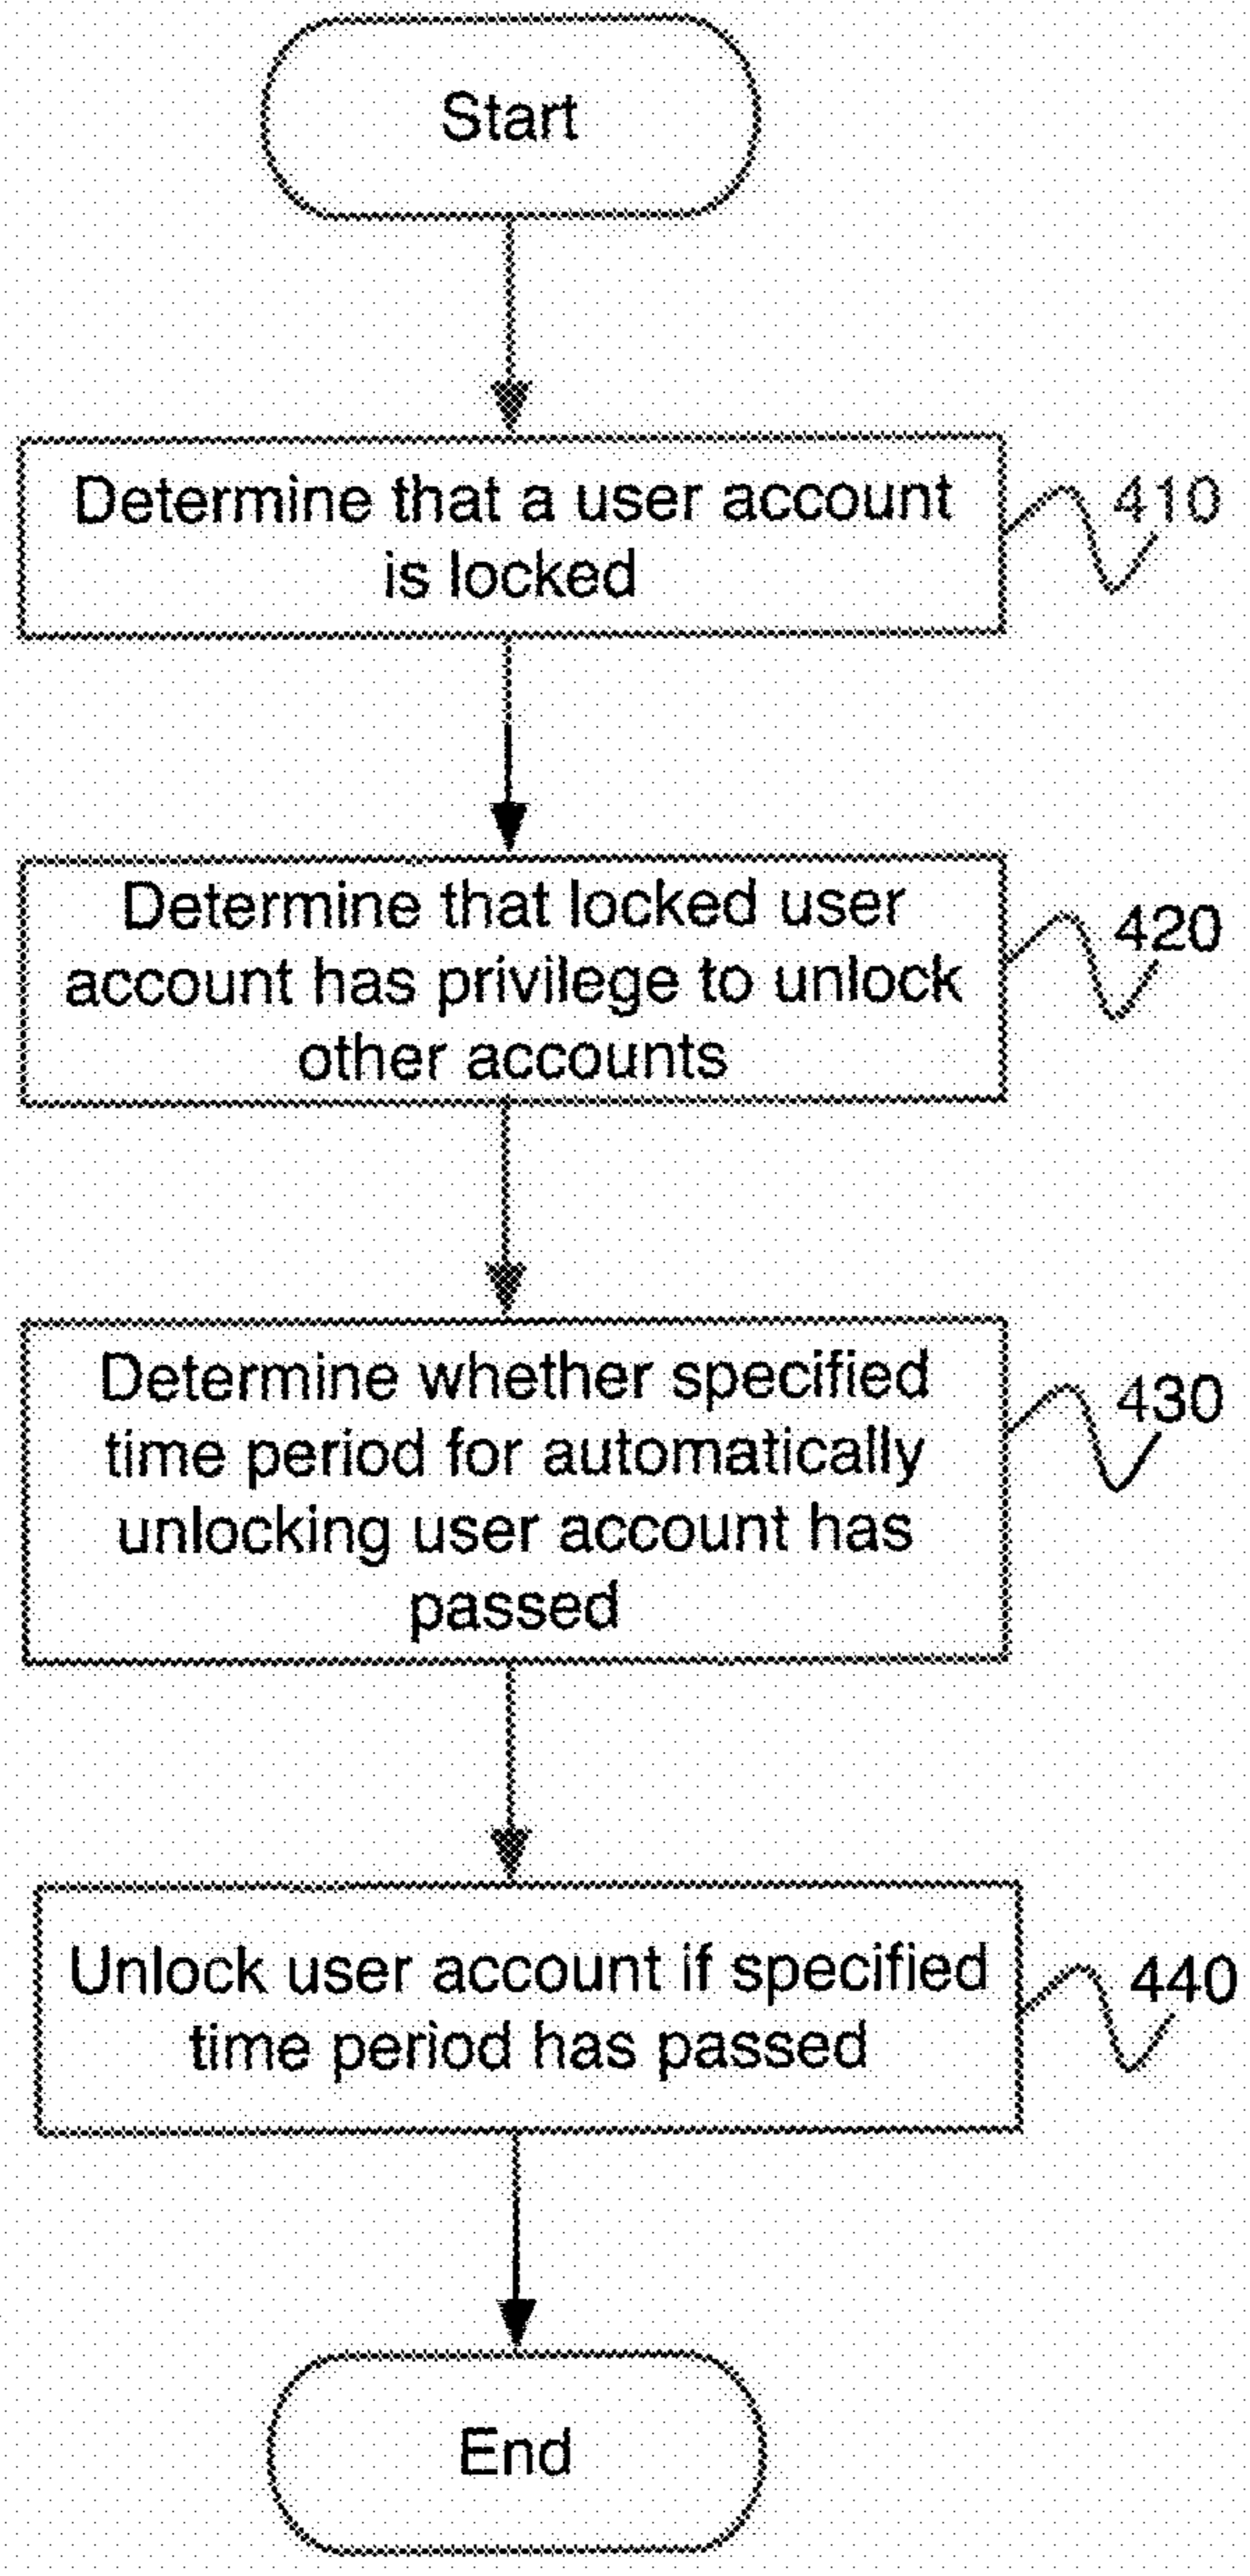 Start
Determine that a user account
is locked
410
Determine that locked user
account has privilege to unlock
other accounts
420
Determine whether specified
time period for automatically
unlocking user account has
passed
430
Unlock user account if specified
time period has passed
440
End